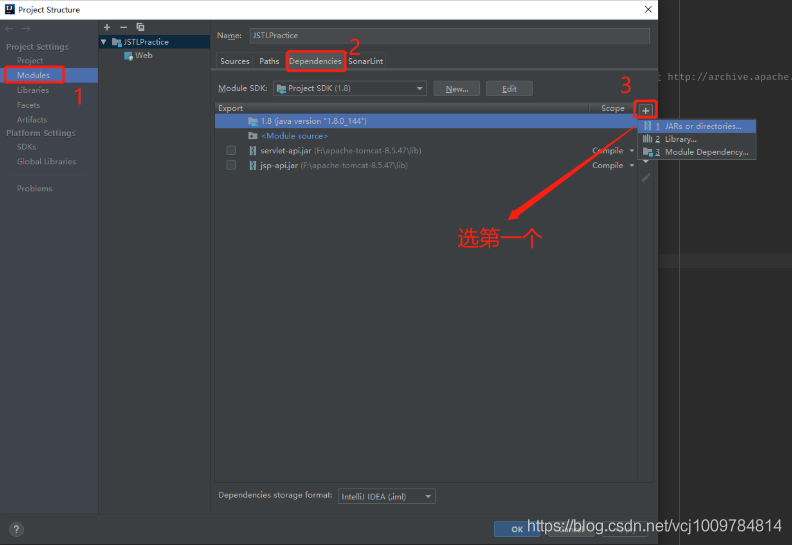 Project Structure
Project Settings
Project
Modules
1
Libraries
Facets
Artifacts
Platform Settings
SDKs
Global Libraries
Problems
JSTLPractice
Web
Name: JSTLPractice
2
Sources Paths Dependencies SonarLint
Module SDK: Project SDK (1.8) New... Edit
3
Export Scope
1.8 (java version "1.8.0_144")
<Module source>
servlet-api.jar (F:\apache-tomcat-8.5.47\lib) Compile
jsp-api.jar (F:\apache-tomcat-8.5.47\lib) Compile
1 JARs or directories...
2 Library...
3 Module Dependency...
http://archive.apache.
选第一个
Dependencies storage format: IntelliJ IDEA (.iml)
OK
https://blog.csdn.net/vcj1009784814